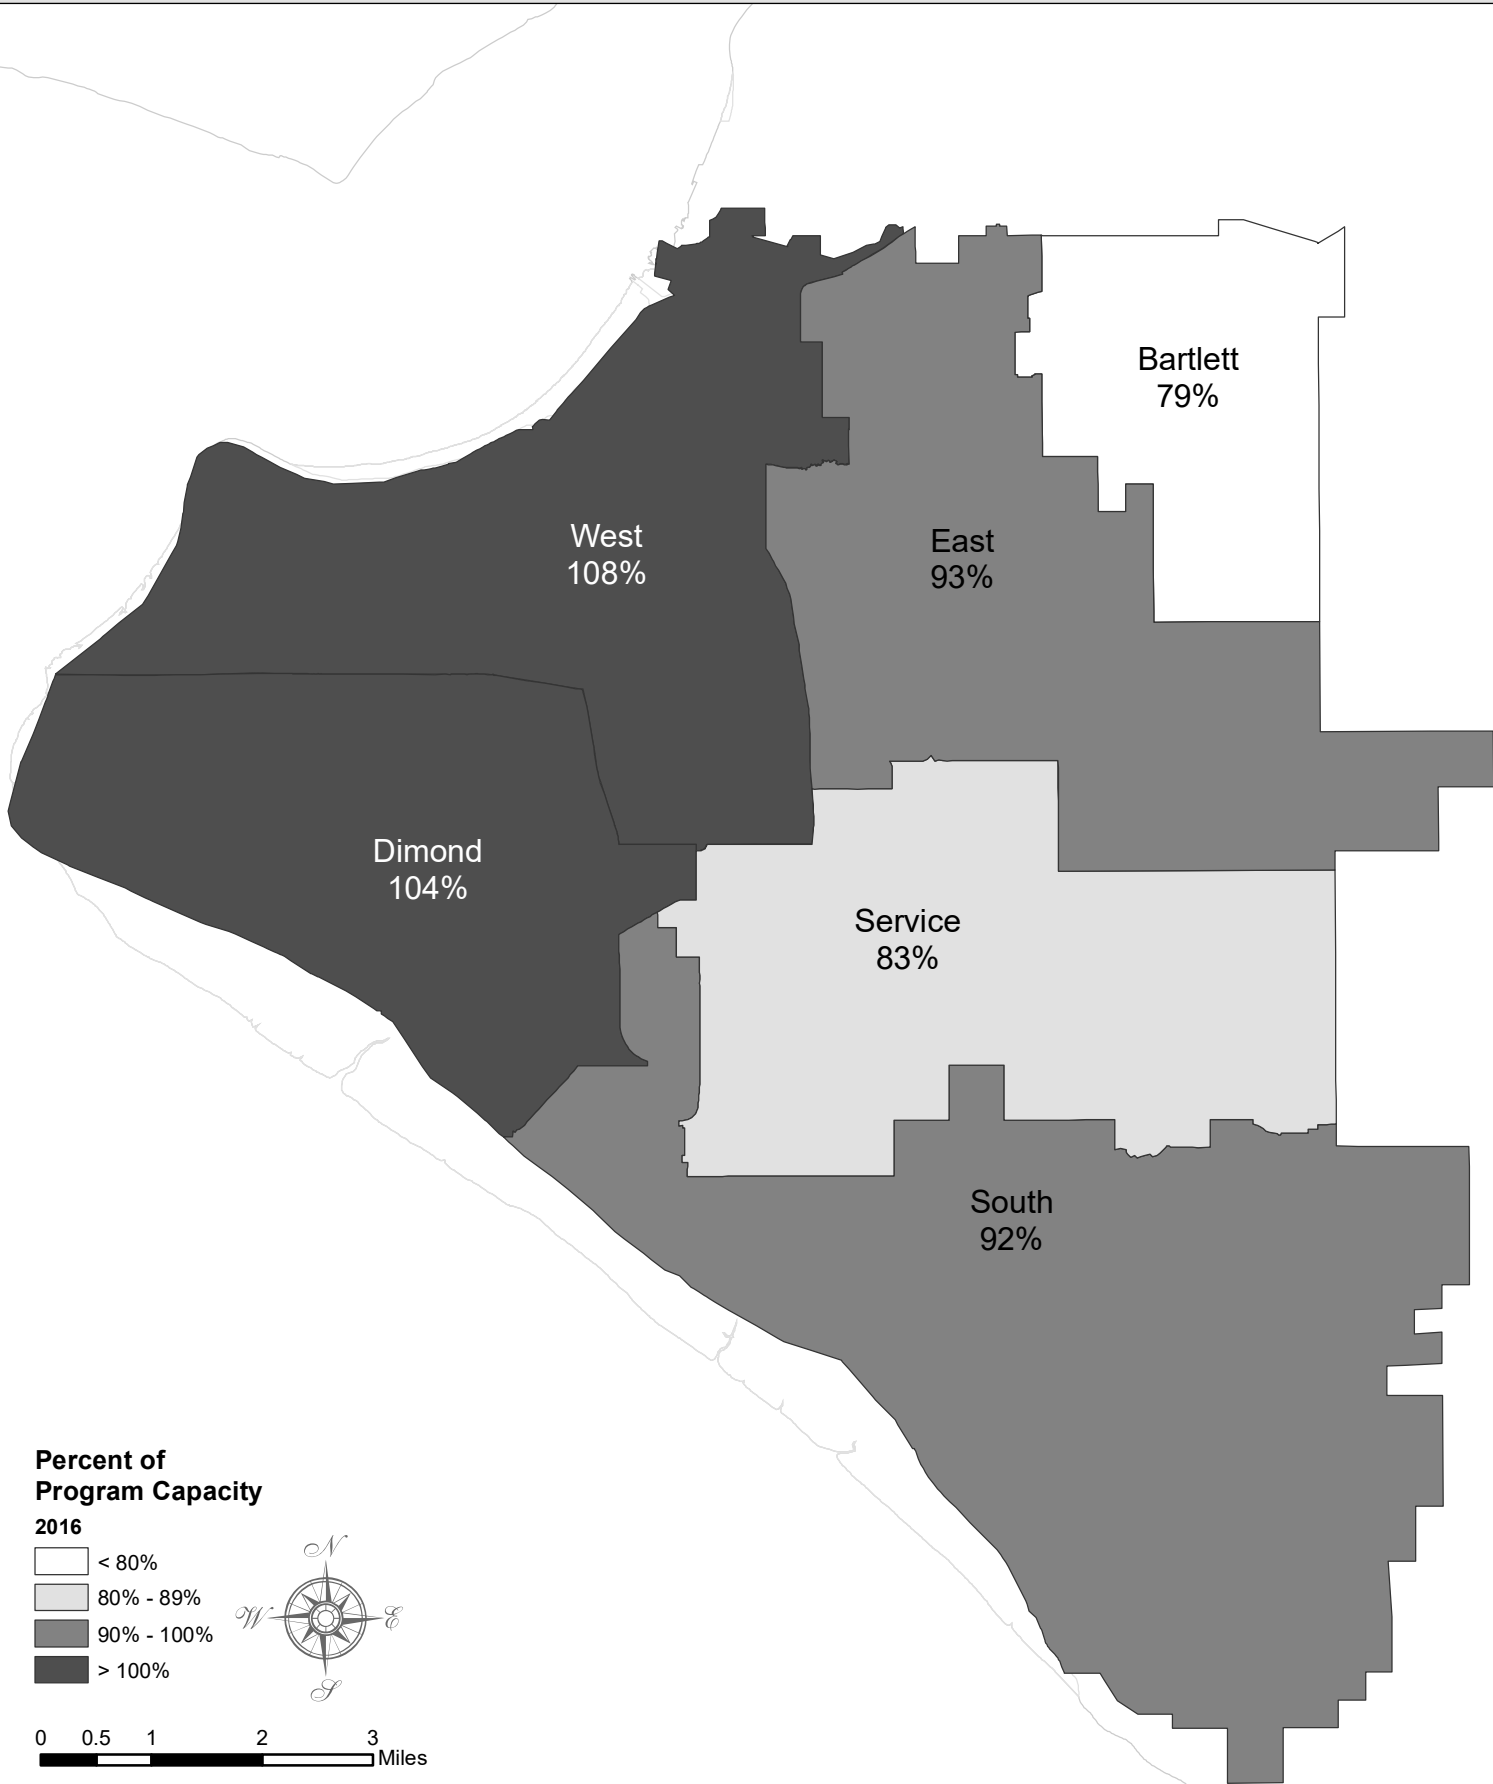 Bartlett
79%
West
108%
East
93%
Dimond
104%
Service
83%
South
92%
Percent of
Program Capacity
2016
< 80%
80% - 89%
90% - 100%
> 100%
N
W
E
S
0 0.5 1 2 3
Miles